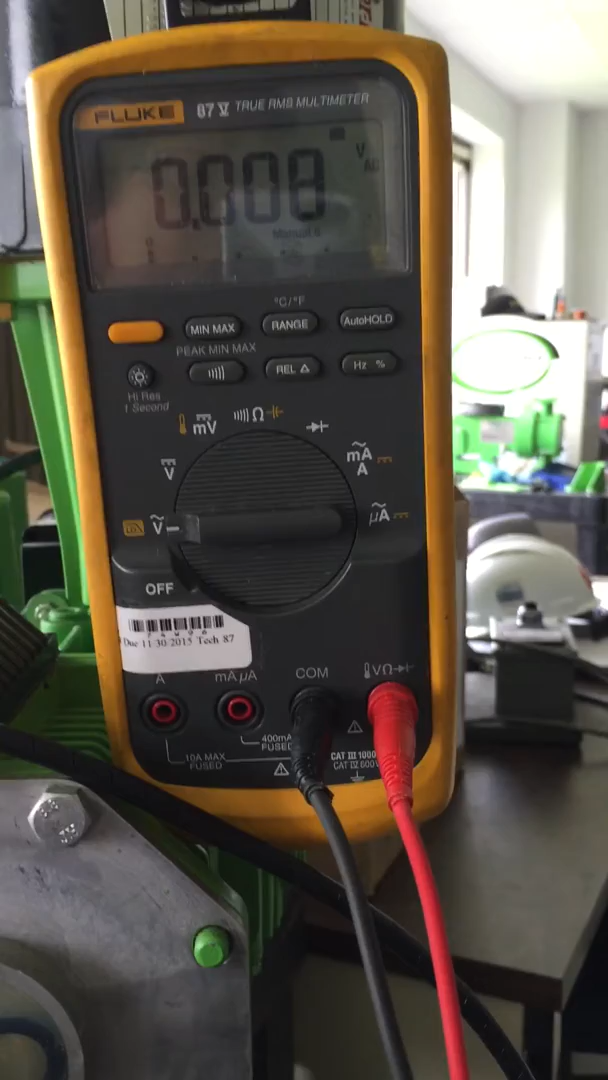 FLUKE 87 V TRUE RMS MULTIMETER
V
AC
0.008
Manual
°C/°F
MIN MAX RANGE AutoHOLD
PEAK MIN MAX
REL Δ Hz %
Hi Res
1 Second
mV Ω
V mA
A
V µA
OFF
Due 11 30 2015 Tech 87
A mA µA COM VΩ
400mA
FUSED
10A MAX
FUSED
CAT III 1000V
CAT IV 600V